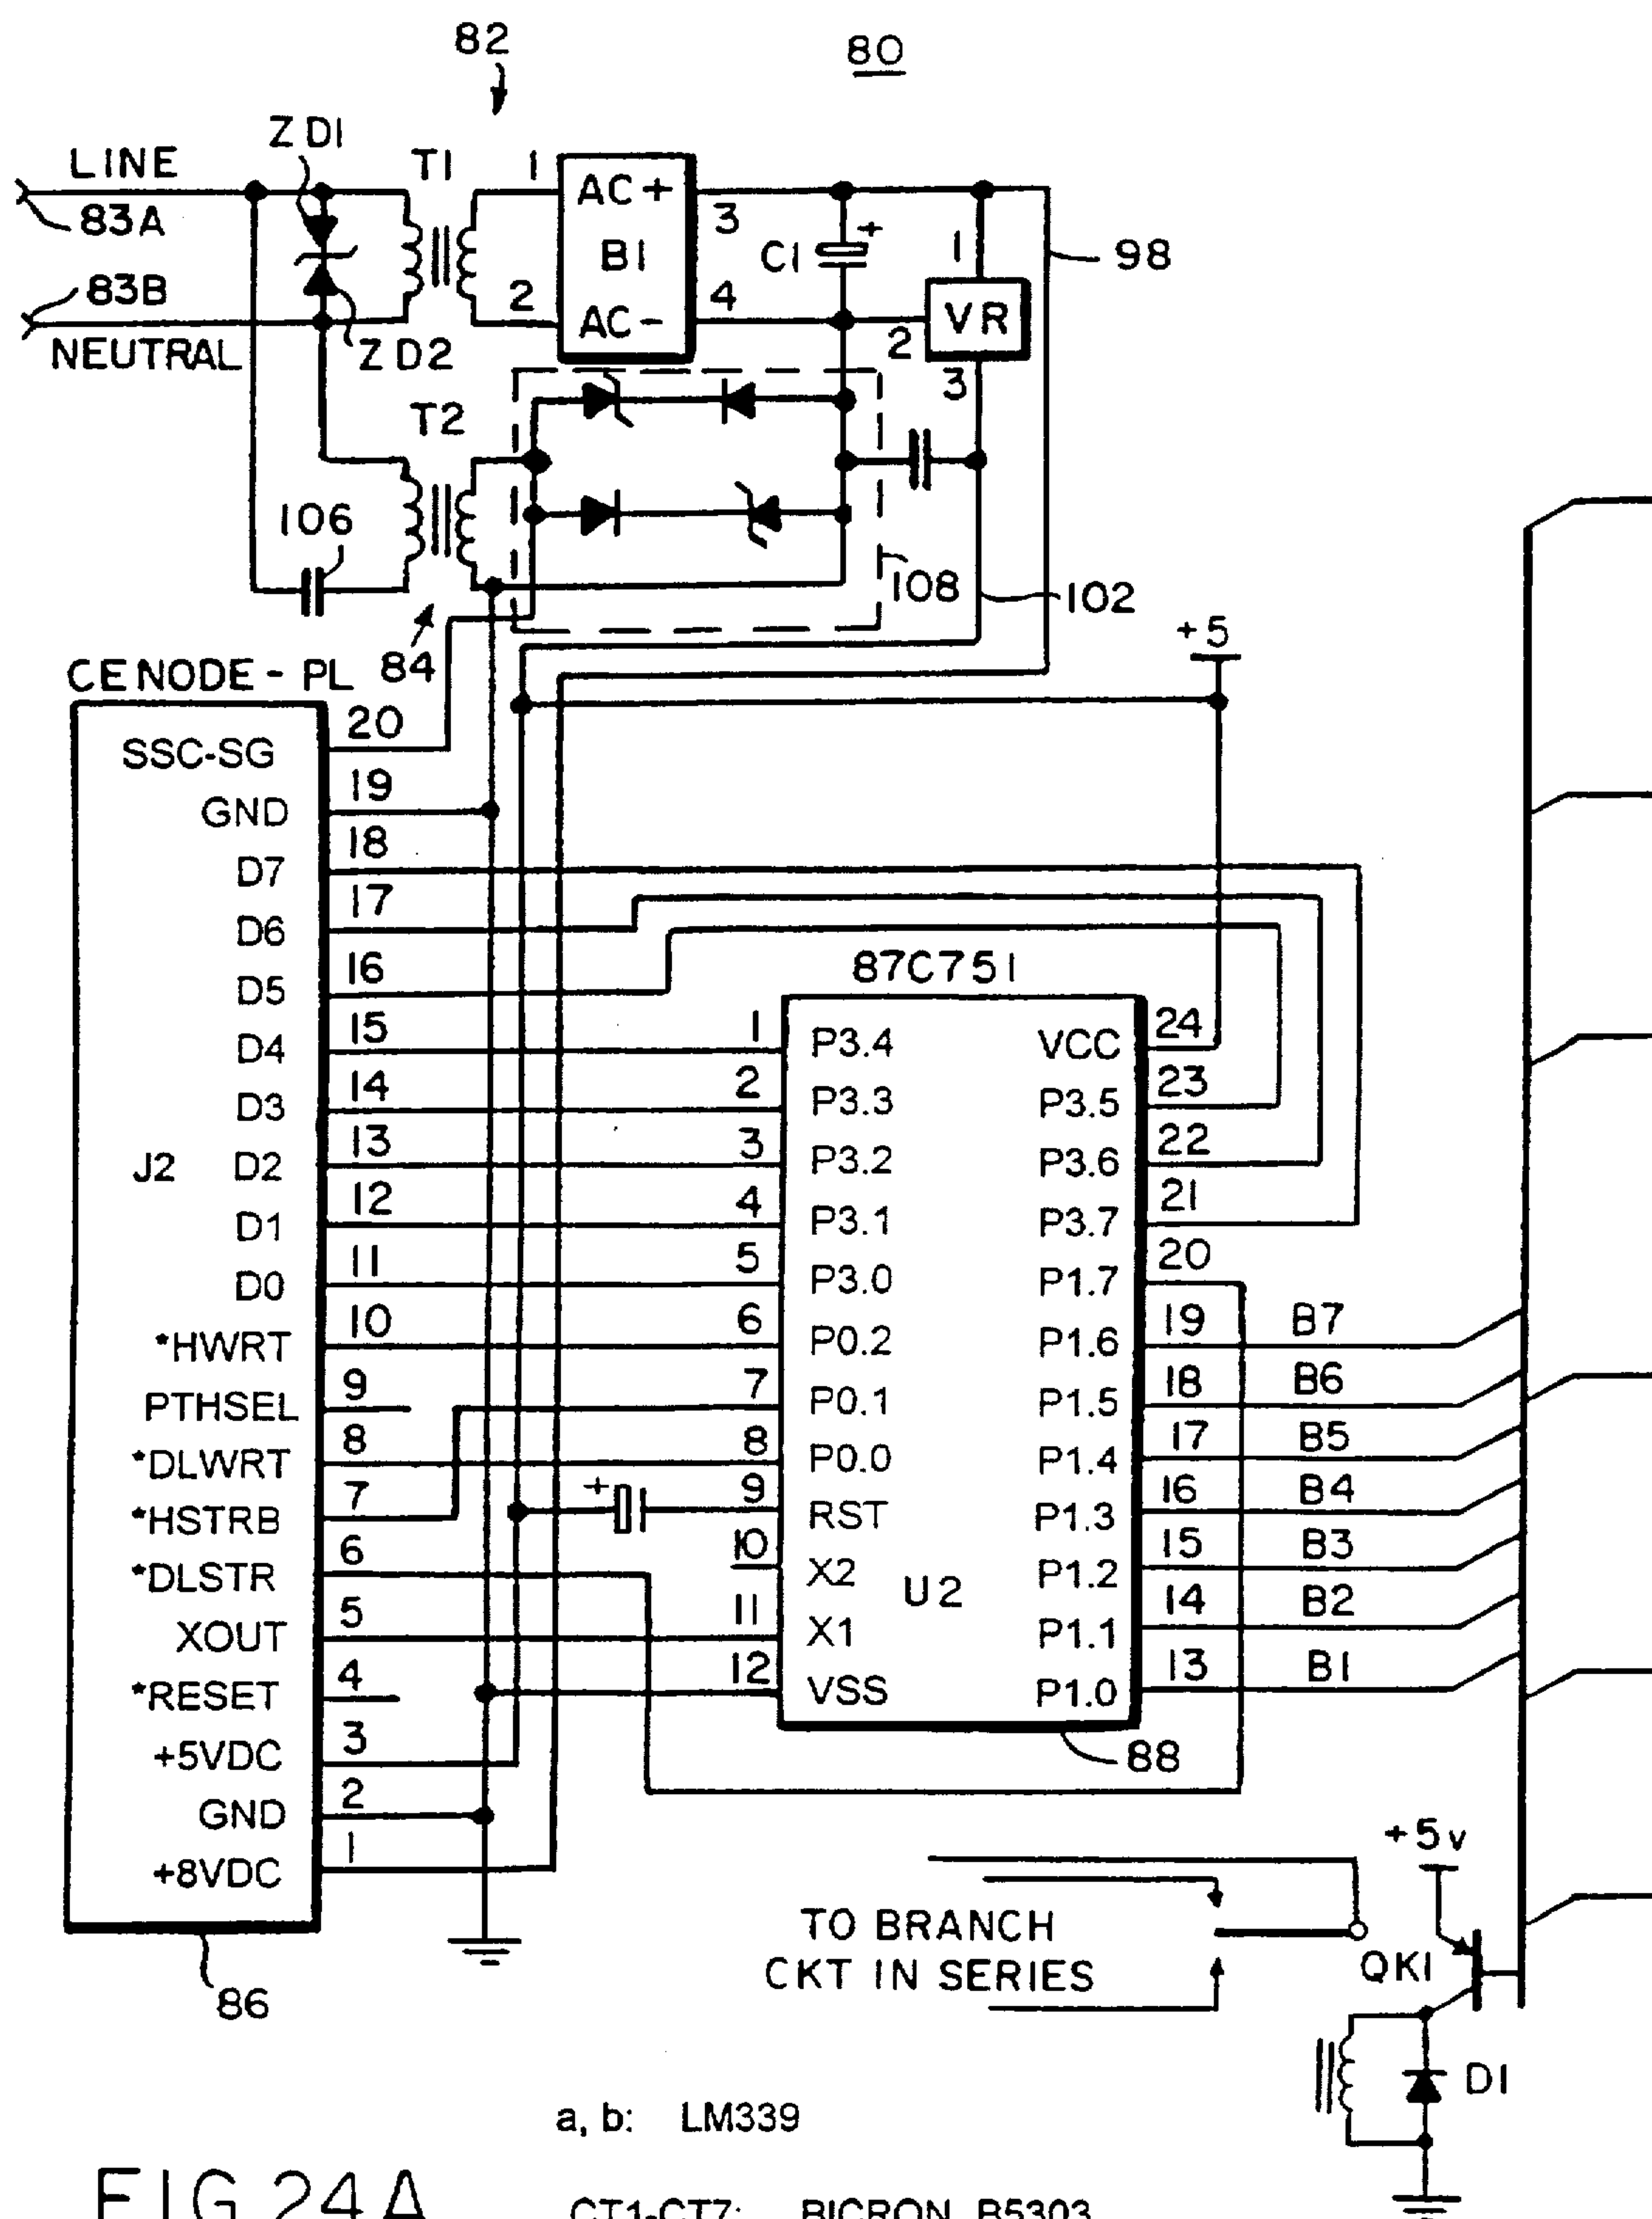 82
80
ZD1
LINE
T1
1
AC+
3
83A
B1
C1
+
1
98
83B
2
AC-
4
2
VR
NEUTRAL
ZD2
3
T2
106
108
102
84
+5
CENODE-PL
SSC-SG 20
GND 19
D7 18
D6 17
D5 16
87C751
D4 15 1 P3.4 VCC 24
D3 14 2 P3.3 P3.5 23
J2 D2 13 3 P3.2 P3.6 22
D1 12 4 P3.1 P3.7 21
D0 11 5 P3.0 P1.7 20
*HWRT 10 6 P0.2 P1.6 19 B7
PTHSEL 9 7 P0.1 P1.5 18 B6
*DLWRT 8 8 P0.0 P1.4 17 B5
*HSTRB 7 + 9 RST P1.3 16 B4
*DLSTR 6 10 X2 U2 P1.2 15 B3
XOUT 5 11 X1 P1.1 14 B2
*RESET 4 12 VSS P1.0 13 B1
+5VDC 3
88
GND 2
+8VDC 1
+5v
TO BRANCH
CKT IN SERIES
QK1
86
D1
a, b: LM339
FIG.24A
CT1-CT7: BICRON B5303